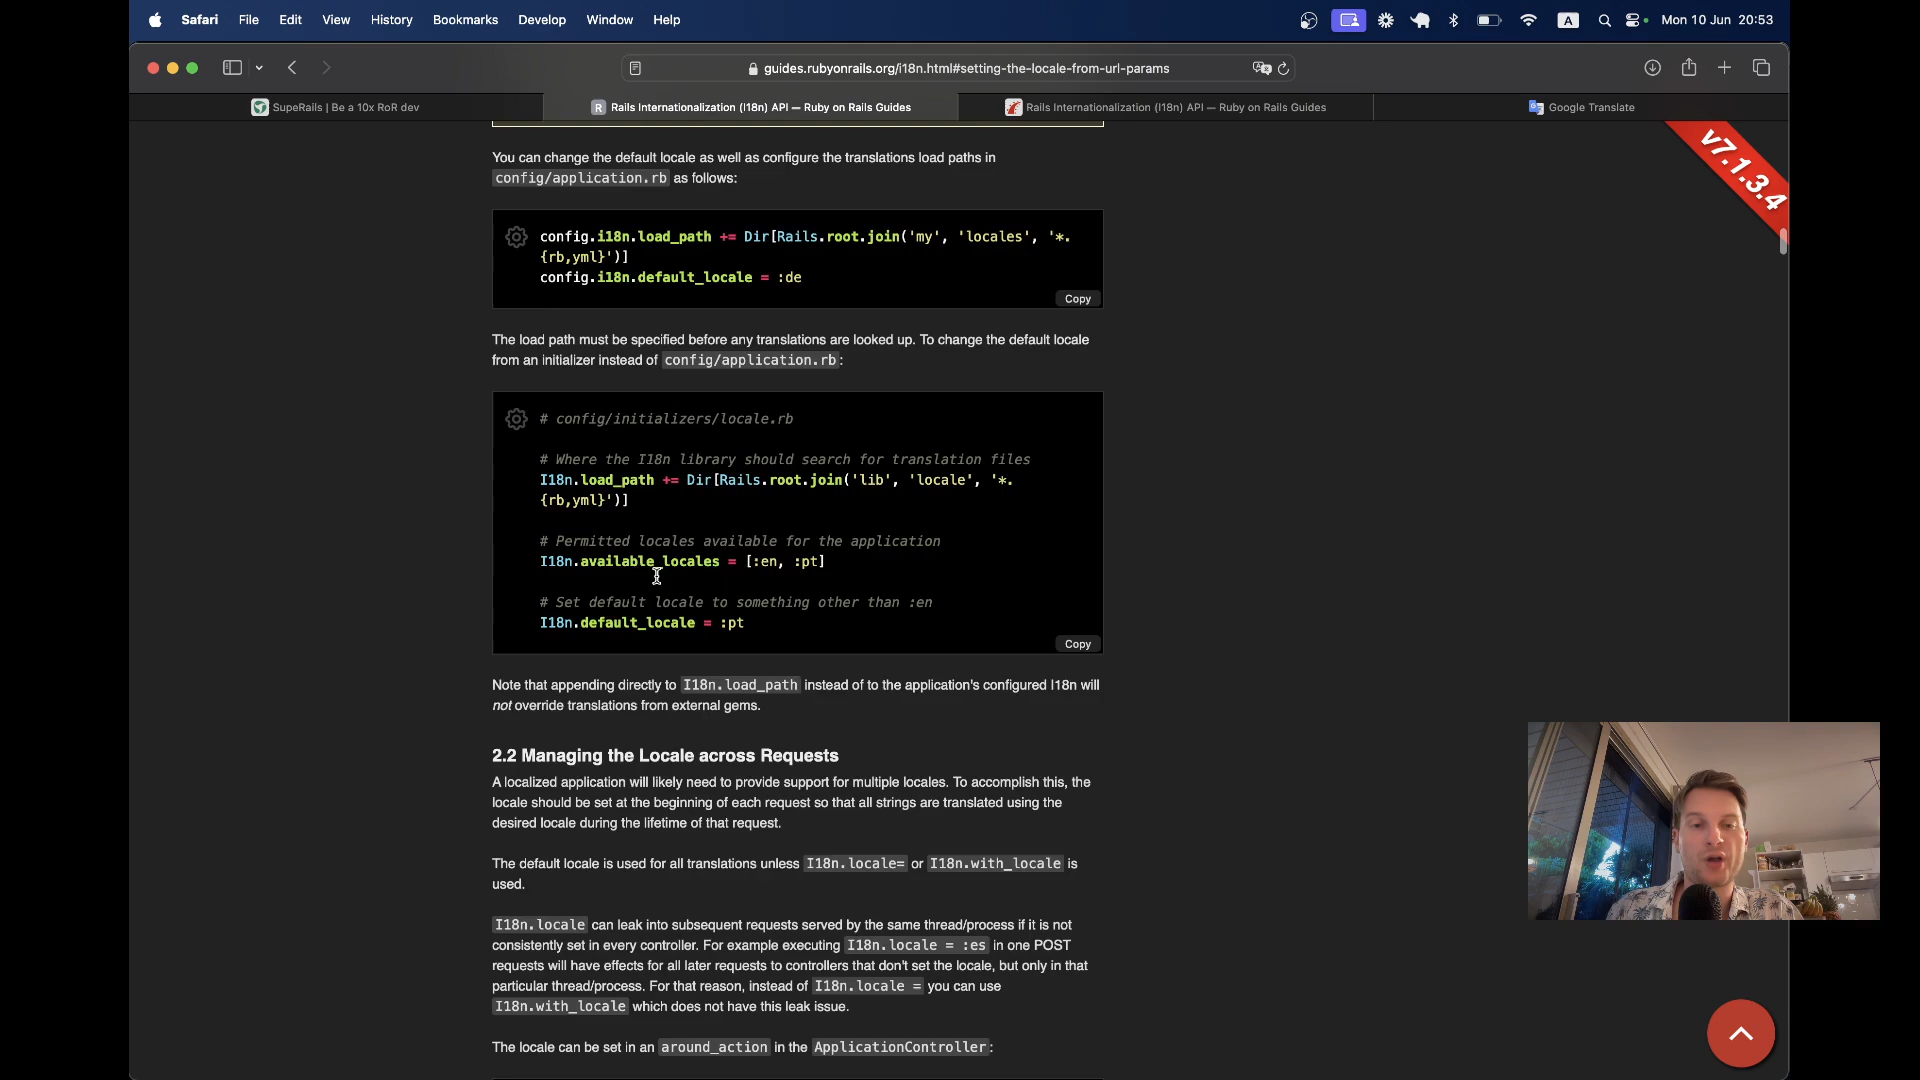 Safari File Edit View History Bookmarks Develop Window Help
A Mon 10 Jun 20:53
guides.rubyonrails.org/i18n.html#setting-the-locale-from-url-params
SupeRails | Be a 10x RoR dev
R Rails Internationalization (I18n) API — Ruby on Rails Guides
Rails Internationalization (I18n) API — Ruby on Rails Guides
Google Translate
v7.1.3.4
You can change the default locale as well as configure the translations load paths in
config/application.rb as follows:
config.i18n.load_path += Dir[Rails.root.join('my', 'locales', '*.
{rb,yml}')]
config.i18n.default_locale = :de
Copy
The load path must be specified before any translations are looked up. To change the default locale
from an initializer instead of config/application.rb:
# config/initializers/locale.rb
# Where the I18n library should search for translation files
I18n.load_path += Dir[Rails.root.join('lib', 'locale', '*.
{rb,yml}')]
# Permitted locales available for the application
I18n.available_locales = [:en, :pt]
# Set default locale to something other than :en
I18n.default_locale = :pt
Copy
Note that appending directly to I18n.load_path instead of to the application's configured I18n will
not override translations from external gems.
2.2 Managing the Locale across Requests
A localized application will likely need to provide support for multiple locales. To accomplish this, the
locale should be set at the beginning of each request so that all strings are translated using the
desired locale during the lifetime of that request.
The default locale is used for all translations unless I18n.locale= or I18n.with_locale is
used.
I18n.locale can leak into subsequent requests served by the same thread/process if it is not
consistently set in every controller. For example executing I18n.locale = :es in one POST
requests will have effects for all later requests to controllers that don't set the locale, but only in that
particular thread/process. For that reason, instead of I18n.locale = you can use
I18n.with_locale which does not have this leak issue.
The locale can be set in an around_action in the ApplicationController: